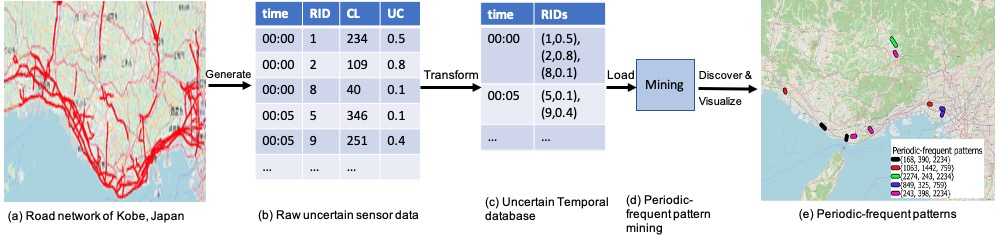 time RID CL UC
00:00 1 234 0.5
00:00 2 109 0.8
00:00 8 40 0.1
00:05 5 346 0.1
00:05 9 251 0.4
... ...
time RIDs
00:00 (1,0.5),
(2,0.8),
(8,0.1)
00:05 (5,0.1),
(9,0.4)
... ...
Generate
Transform
Load
Mining
Discover &
Visualize
Periodic-frequent patterns
{168, 390, 2234}
{1063, 1442, 759}
{2274, 243, 2234}
{849, 325, 759}
{243, 398, 2234}
(a) Road network of Kobe, Japan
(b) Raw uncertain sensor data
(c) Uncertain Temporal
database
(d) Periodic-
frequent pattern
mining
(e) Periodic-frequent patterns